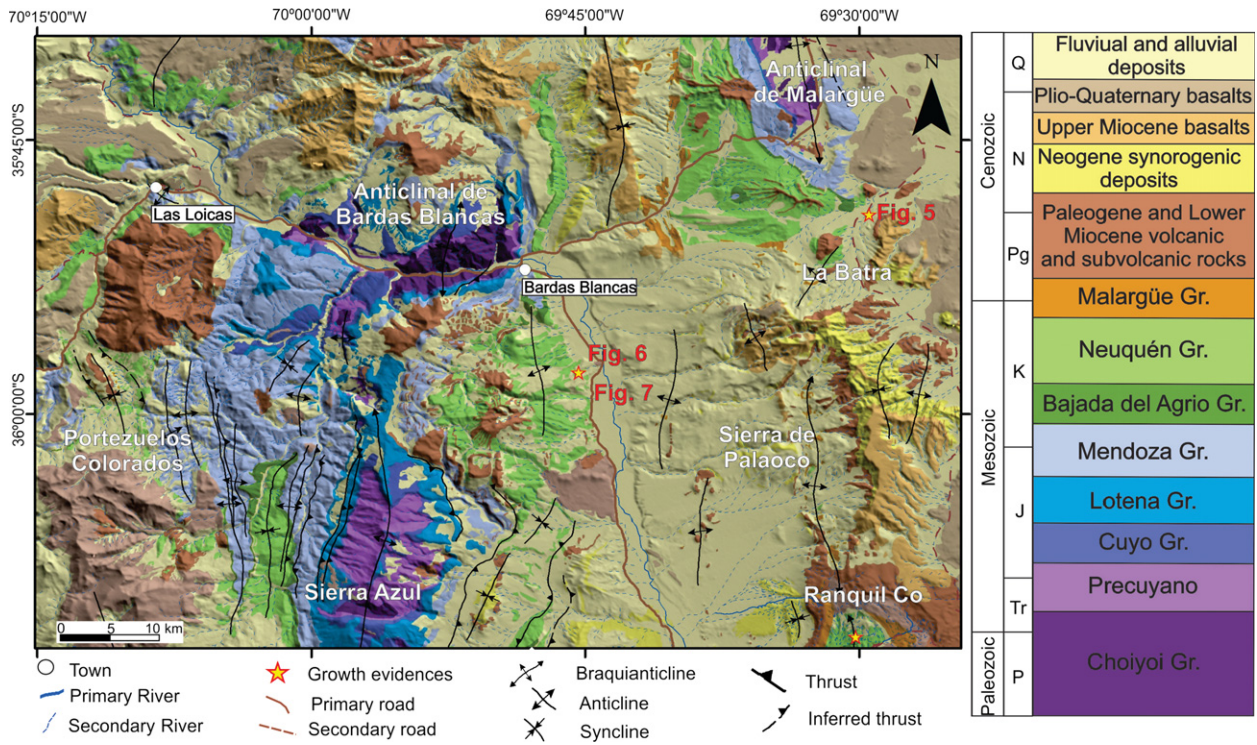 70°15'00"W
70°00'00"W
69°45'00"W
69°30'00"W
35°45'00"S
36°00'00"S
N
Anticlinal
de Malargüe
Las Loicas
Anticlinal de
Bardas Blancas
Fig. 5
La Batra
Bardas Blancas
Fig. 6
Fig. 7
Portezuelos
Colorados
Sierra de
Palaoco
Sierra Azul
Ranquil Co
0 5 10 km
Town
Primary River
Secondary River
Growth evidences
Primary road
Secondary road
Braquianticline
Anticline
Syncline
Thrust
Inferred thrust
Cenozoic
Mesozoic
Paleozoic
Q
N
Pg
K
J
Tr
P
Fluviual and alluvial
deposits
Plio-Quaternary basalts
Upper Miocene basalts
Neogene synorogenic
deposits
Paleogene and Lower
Miocene volcanic
and subvolcanic rocks
Malargüe Gr.
Neuquén Gr.
Bajada del Agrio Gr.
Mendoza Gr.
Lotena Gr.
Cuyo Gr.
Precuyano
Choiyoi Gr.